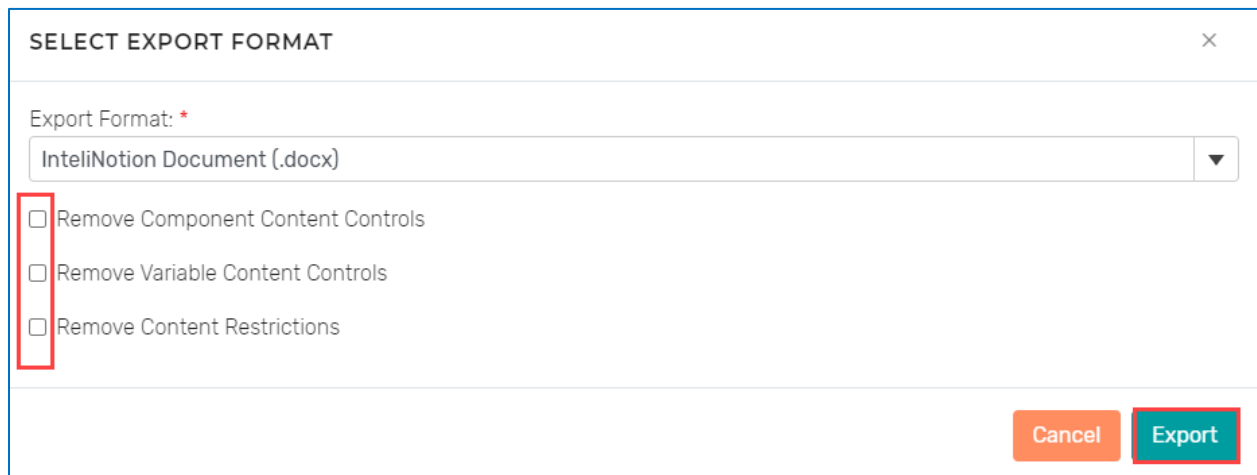 SELECT EXPORT FORMAT
Export Format: *
InteliNotion Document (.docx)
Remove Component Content Controls
Remove Variable Content Controls
Remove Content Restrictions
Cancel Export